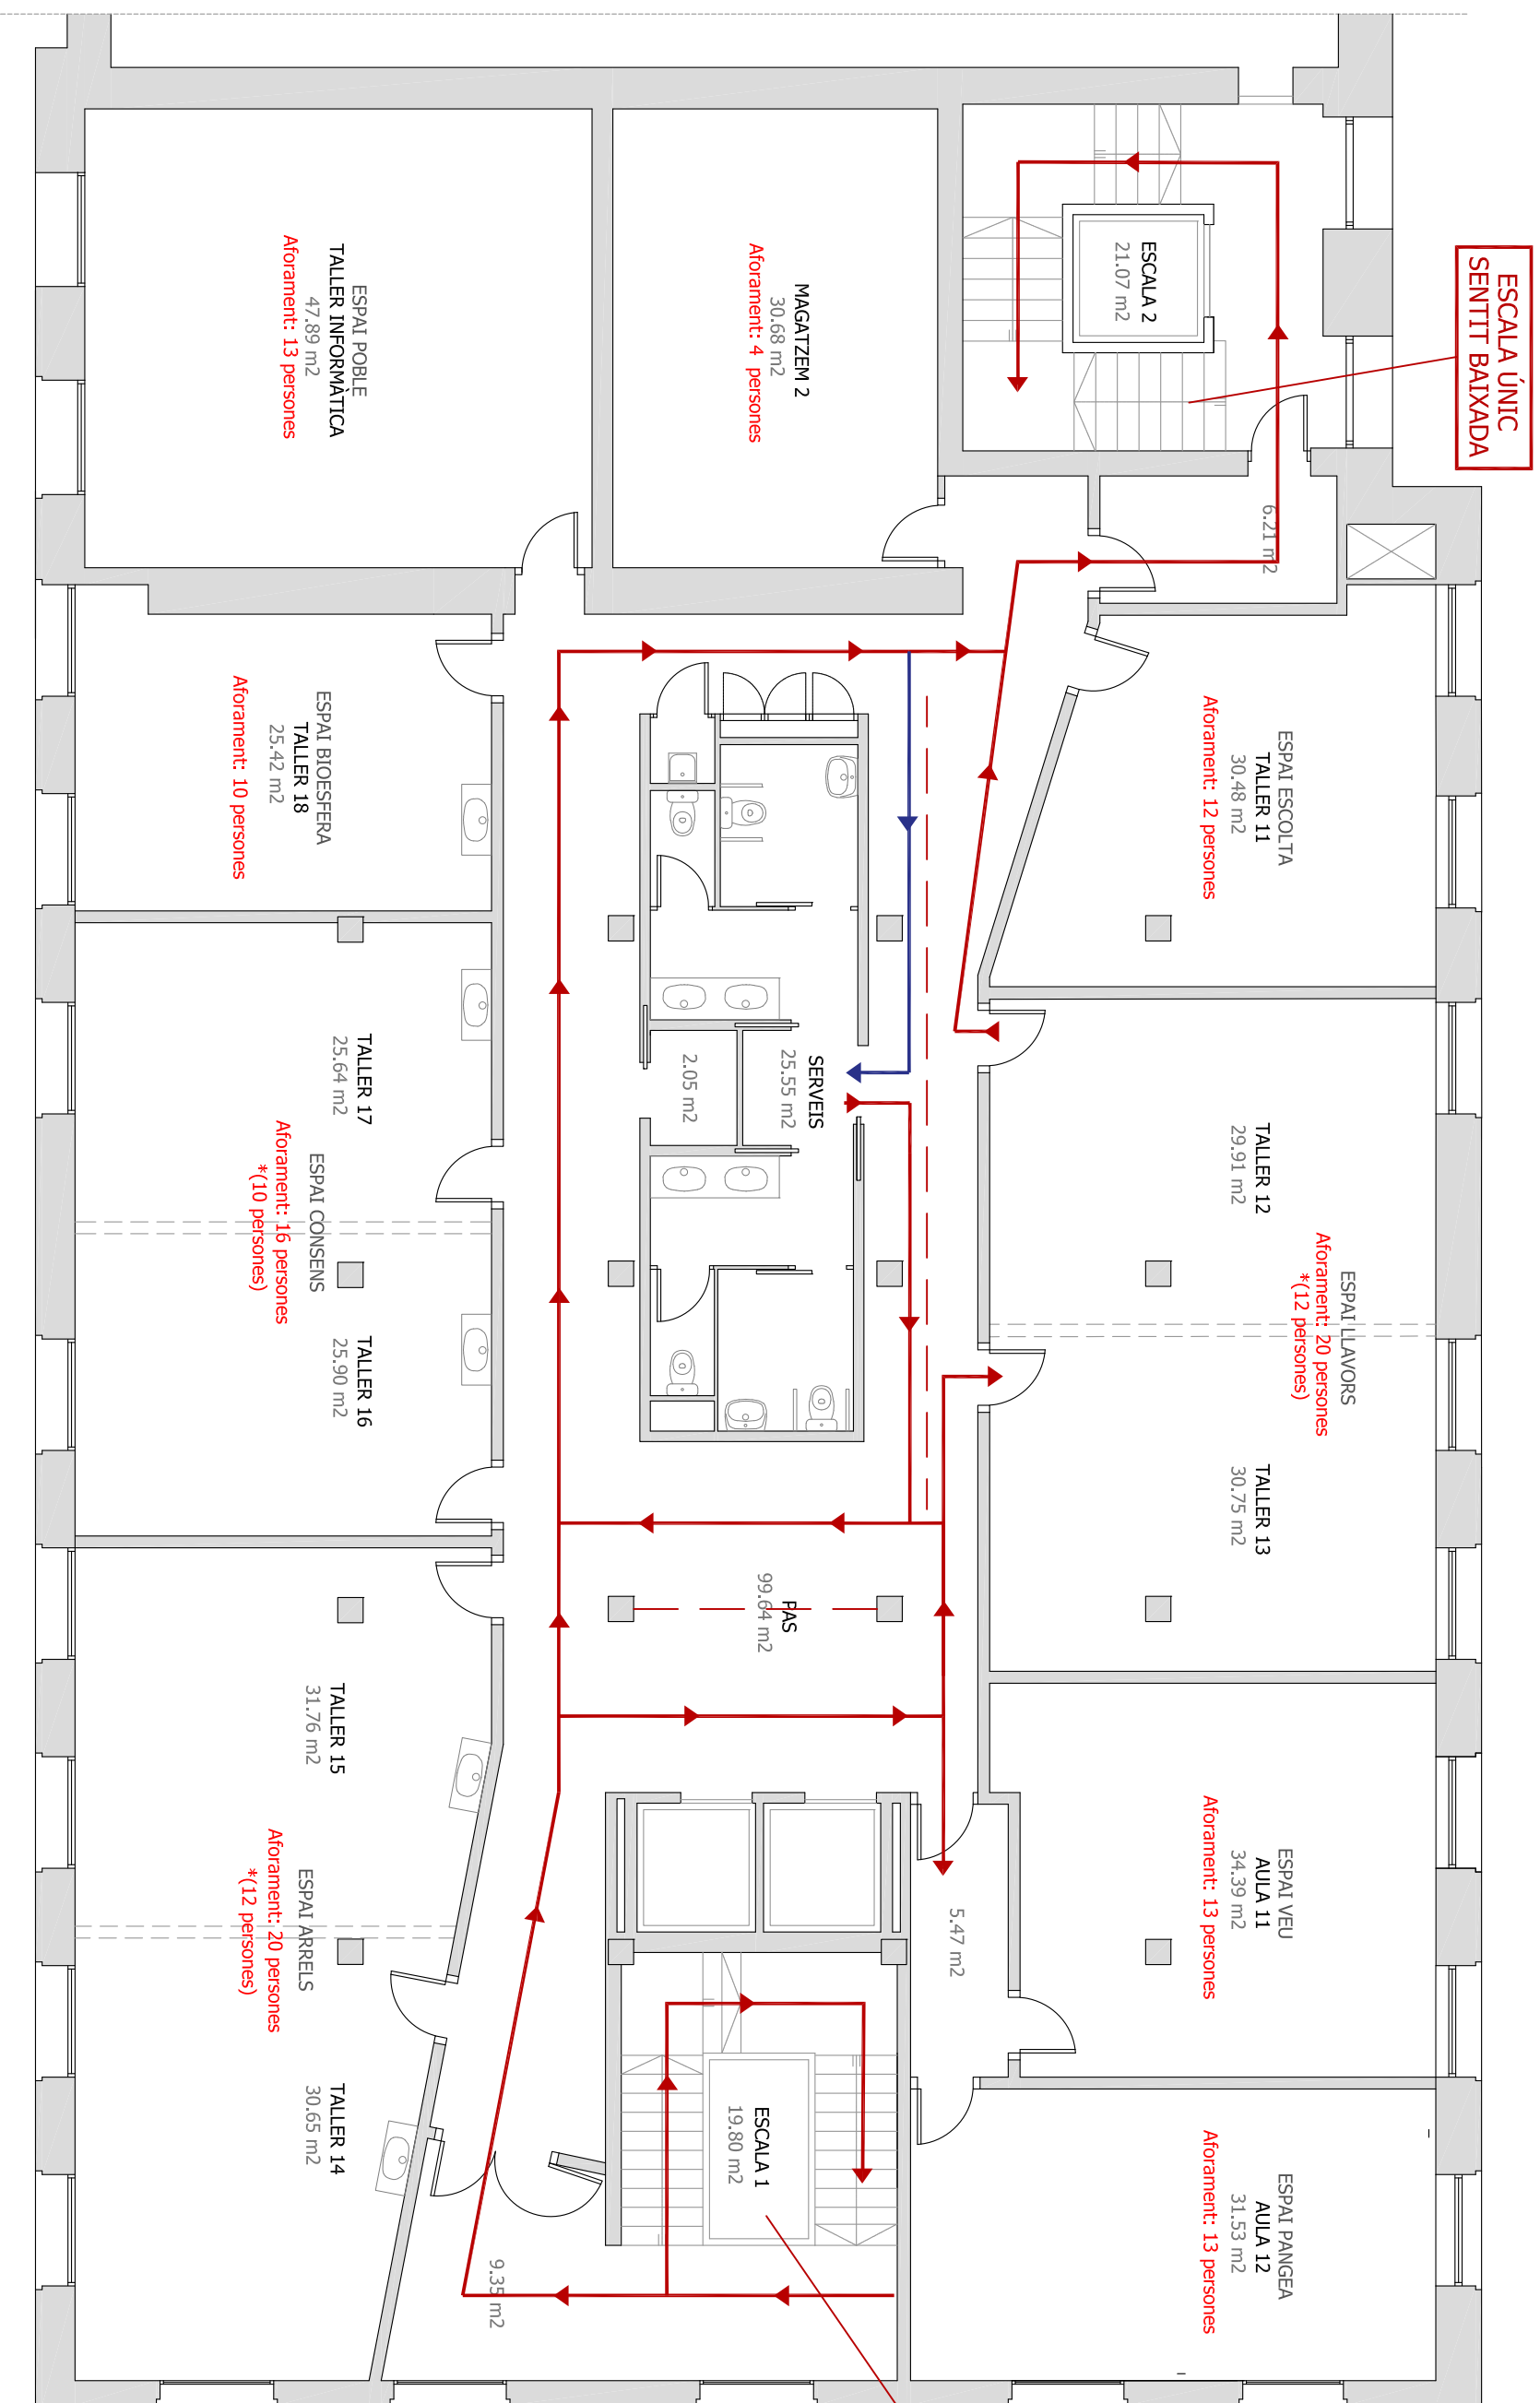 ESCALA ÚNIC
SENTIT BAIXADA
ESCALA 2
21.07 m2
6.21 m2
MAGATZEM 2
30.68 m2
Aforament: 4 persones
ESPAI POBLE
TALLER INFORMÀTICA
47.89 m2
Aforament: 13 persones
ESPAI ESCOLTA
TALLER 11
30.48 m2
Aforament: 12 persones
ESPAI BIOESFERA
TALLER 18
25.42 m2
Aforament: 10 persones
TALLER 12
29.91 m2
ESPAI LLAVORS
Aforament: 20 persones
*(12 persones)
TALLER 13
30.75 m2
SERVEIS
25.55 m2
2.05 m2
TALLER 17
25.64 m2
ESPAI CONSENS
Aforament: 16 persones
*(10 persones)
TALLER 16
25.90 m2
PAS
99.64 m2
ESPAI VEU
AULA 11
34.39 m2
Aforament: 13 persones
5.47 m2
TALLER 15
31.76 m2
ESPAI ARRELS
Aforament: 20 persones
*(12 persones)
TALLER 14
30.65 m2
ESCALA 1
19.80 m2
9.35 m2
ESPAI PANGEA
AULA 12
31.53 m2
Aforament: 13 persones